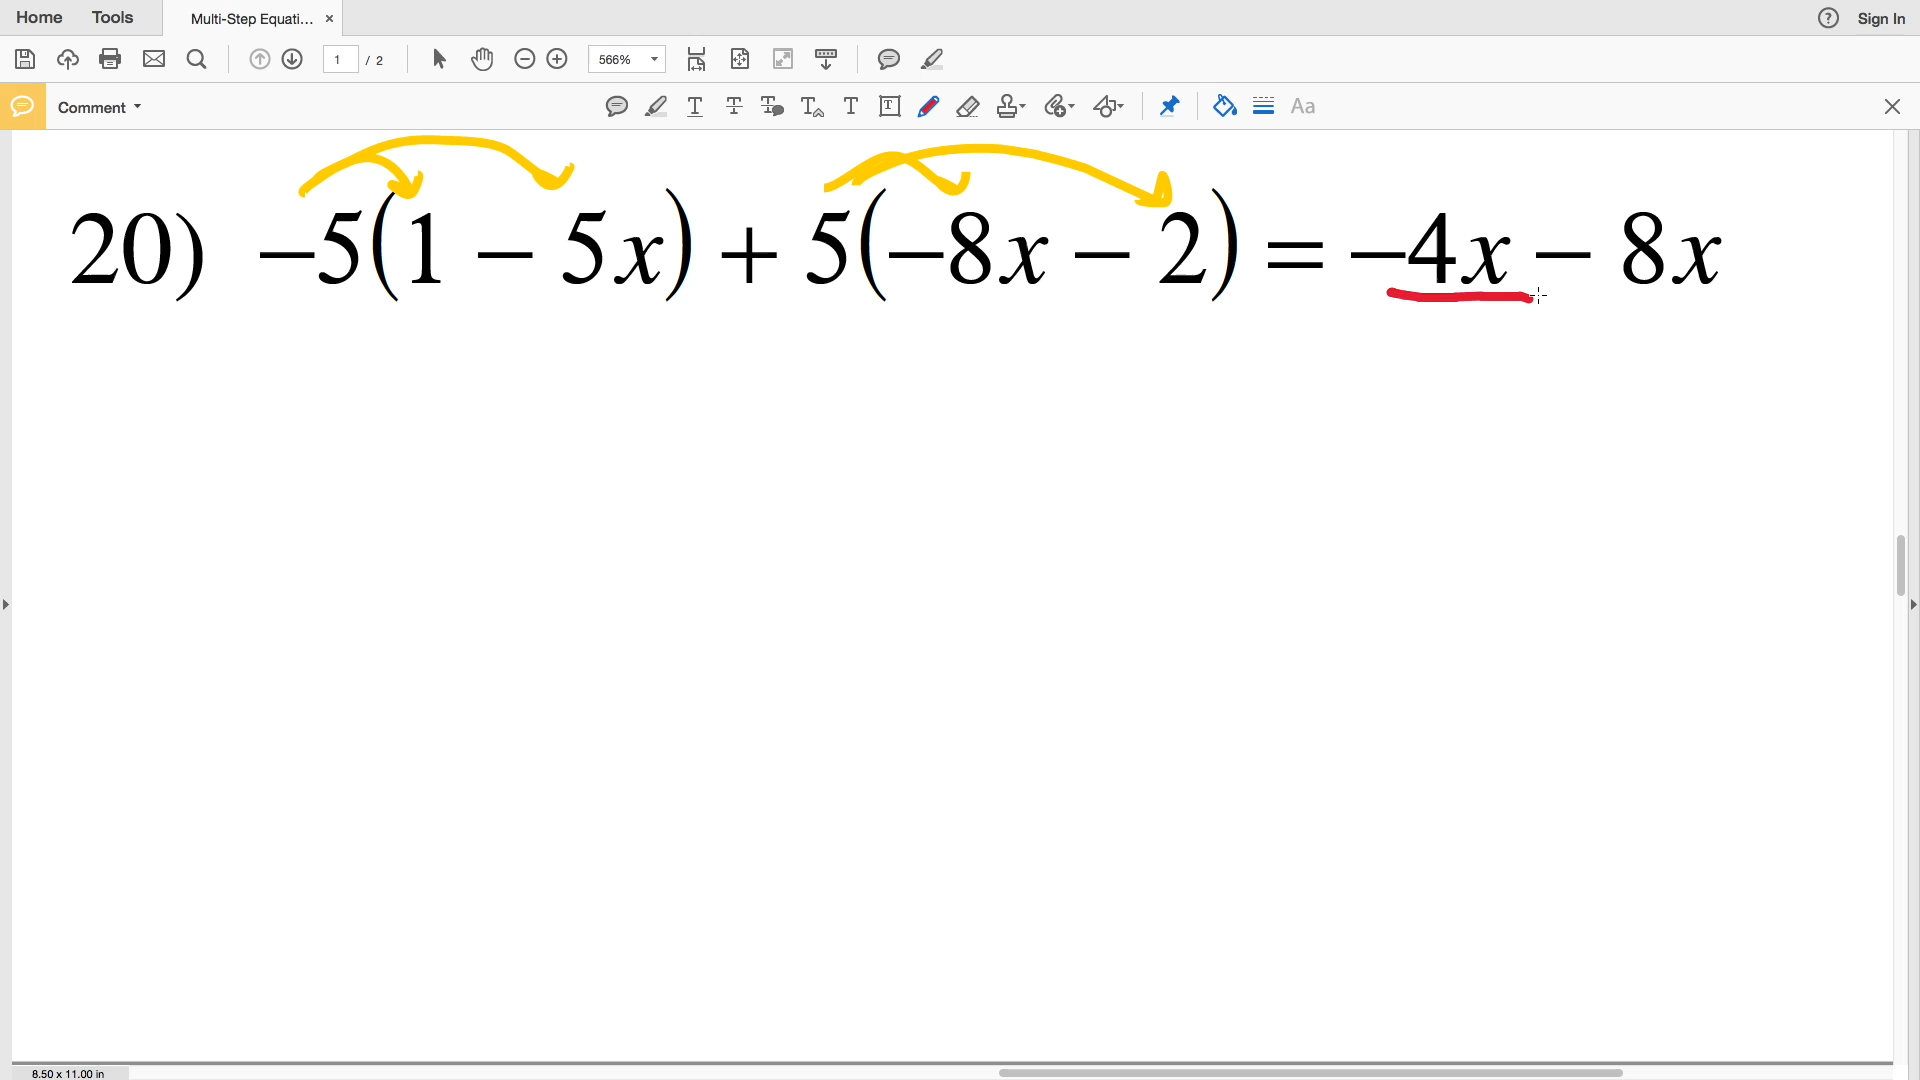 Home Tools Multi-Step Equati... × ? Sign In
1 / 2 566%
Comment T T T T T T Aa
20) −5(1 − 5x) + 5(−8x − 2) = −4x − 8x
8.50 x 11.00 in